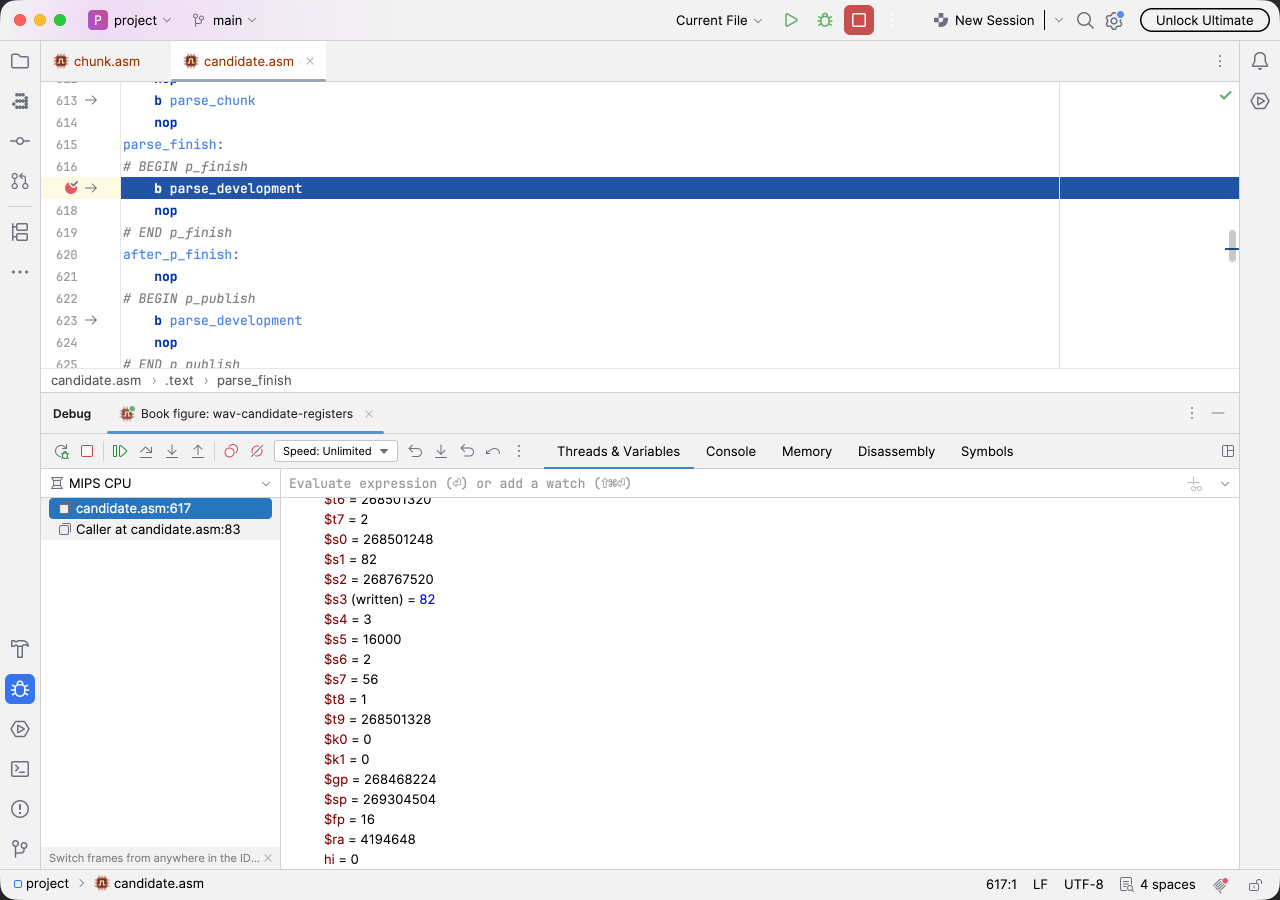 P project main Current File New Session Unlock Ultimate
chunk.asm candidate.asm
nop
613 b parse_chunk
614 nop
615 parse_finish:
616 # BEGIN p_finish
b parse_development
618 nop
619 # END p_finish
620 after_p_finish:
621 nop
622 # BEGIN p_publish
623 b parse_development
624 nop
625 # END p_publish
candidate.asm › .text › parse_finish
Debug Book figure: wav-candidate-registers
Speed: Unlimited Threads & Variables Console Memory Disassembly Symbols
MIPS CPU
Evaluate expression (⏎) or add a watch (⇧⌘⏎)
candidate.asm:617
Caller at candidate.asm:83
$t6 = 268501320
$t7 = 2
$s0 = 268501248
$s1 = 82
$s2 = 268767520
$s3 (written) = 82
$s4 = 3
$s5 = 16000
$s6 = 2
$s7 = 56
$t8 = 1
$t9 = 268501328
$k0 = 0
$k1 = 0
$gp = 268468224
$sp = 269304504
$fp = 16
$ra = 4194648
hi = 0
Switch frames from anywhere in the ID...
project › candidate.asm 617:1 LF UTF-8 4 spaces